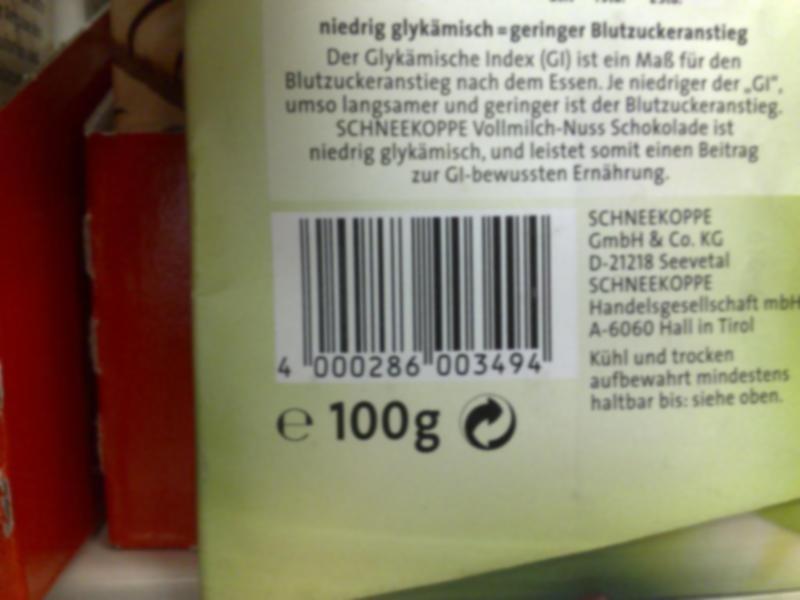 niedrig glykämisch = geringer Blutzuckeranstieg
Der Glykämische Index (GI) ist ein Maß für den
Blutzuckeranstieg nach dem Essen. Je niedriger der „GI“,
umso langsamer und geringer ist der Blutzuckeranstieg.
SCHNEEKOPPE Vollmilch-Nuss Schokolade ist
niedrig glykämisch, und leistet somit einen Beitrag
zur GI-bewussten Ernährung.
4 000286 003494
e 100g
SCHNEEKOPPE
GmbH & Co. KG
D-21218 Seevetal
SCHNEEKOPPE
Handelsgesellschaft mbH
A-6060 Hall in Tirol
Kühl und trocken
aufbewahrt mindestens
haltbar bis: siehe oben.